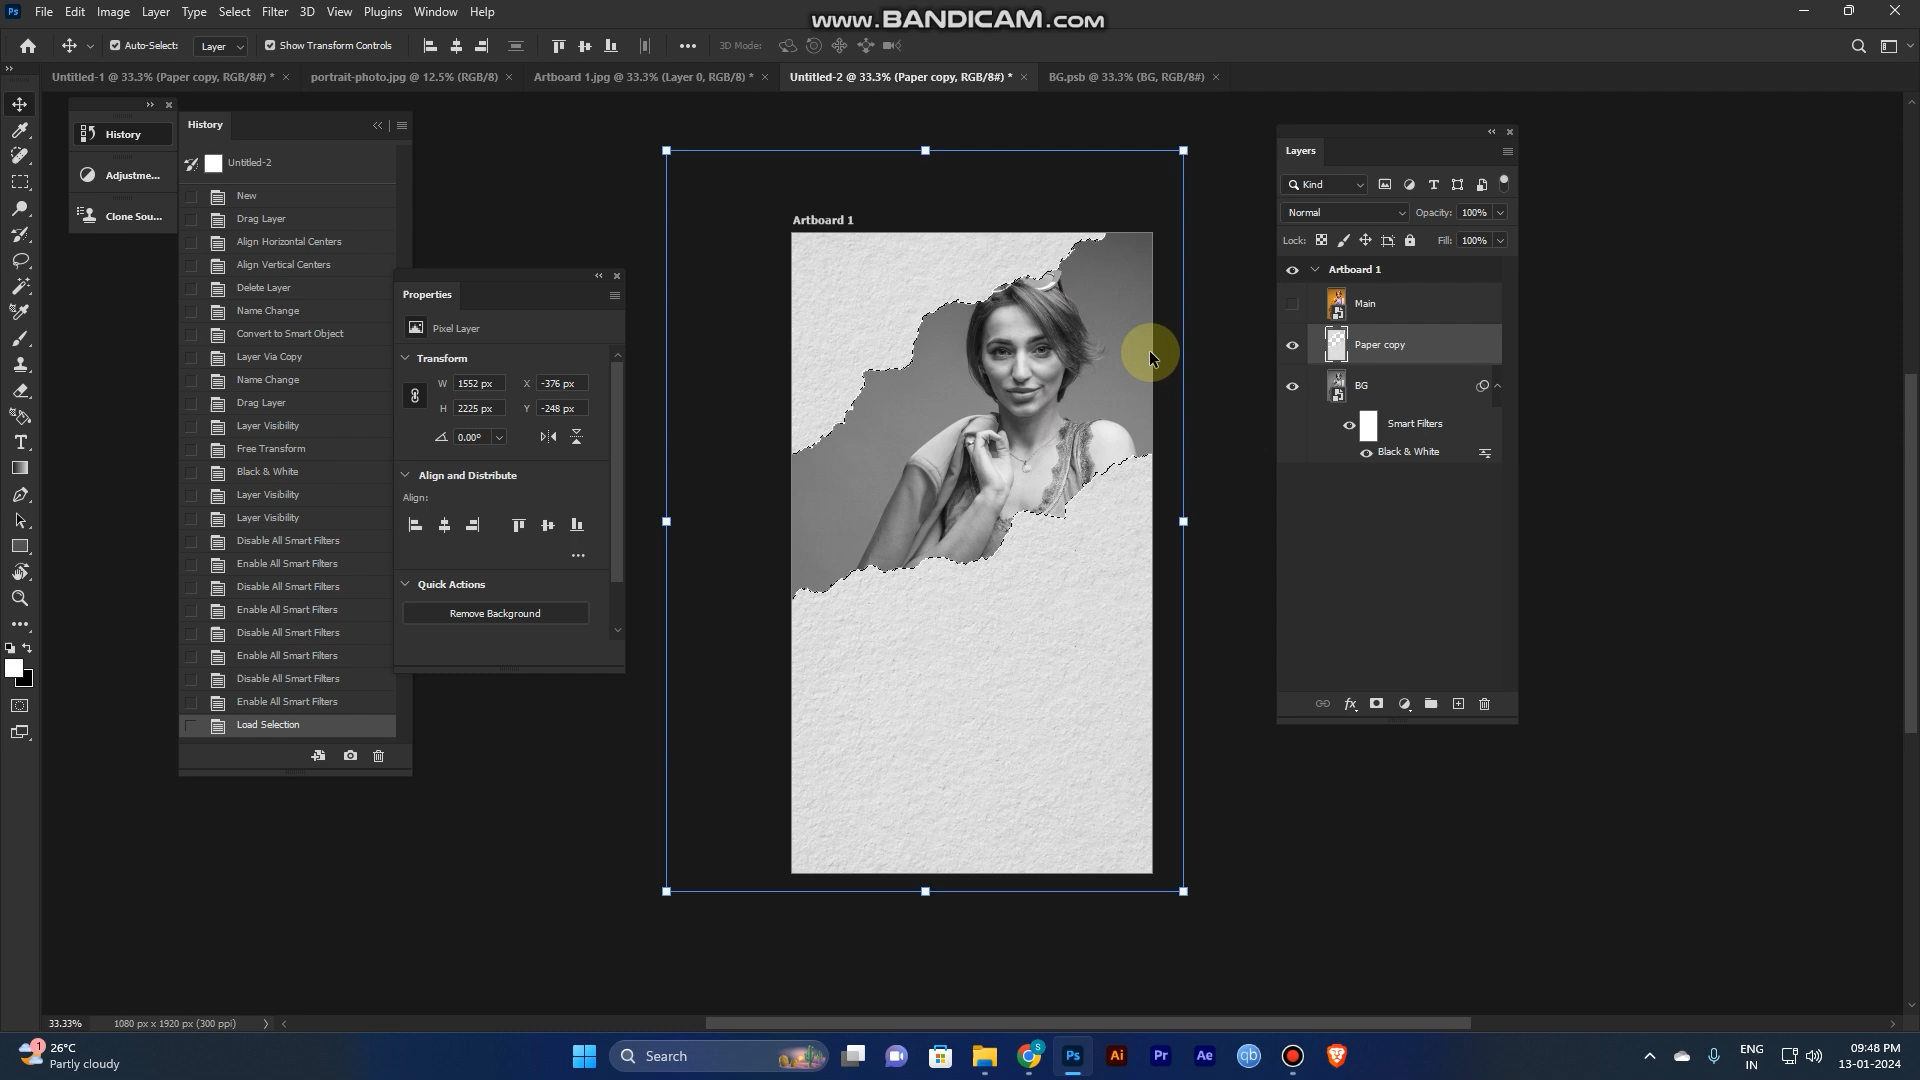 www.BANDICAM.com
Ps File Edit Image Layer Type Select Filter 3D View Plugins Window Help
Auto-Select: Layer Show Transform Controls ••• 3D Mode:
Untitled-1 @ 33.3% (Paper copy, RGB/8#) * × portrait-photo.jpg @ 12.5% (RGB/8) × Artboard 1.jpg @ 33.3% (Layer 0, RGB/8) * × Untitled-2 @ 33.3% (Paper copy, RGB/8#) * × BG.psb @ 33.3% (BG, RGB/8#) ×
History
Adjustme...
Clone Sou...
History
Untitled-2
New
Drag Layer
Align Horizontal Centers
Align Vertical Centers
Delete Layer
Name Change
Convert to Smart Object
Layer Via Copy
Name Change
Drag Layer
Layer Visibility
Free Transform
Black & White
Layer Visibility
Layer Visibility
Disable All Smart Filters
Enable All Smart Filters
Disable All Smart Filters
Enable All Smart Filters
Disable All Smart Filters
Enable All Smart Filters
Disable All Smart Filters
Enable All Smart Filters
Load Selection
Properties
Pixel Layer
Transform
W 1552 px X -376 px
H 2225 px Y -248 px
0.00°
Align and Distribute
Align:
•••
Quick Actions
Remove Background
Artboard 1
Layers
Kind
Normal Opacity: 100%
Lock: Fill: 100%
Artboard 1
Main
Paper copy
BG
Smart Filters
Black & White
33.33% 1080 px x 1920 px (300 ppi)
1
26°C
Partly cloudy
Search
S
Ps Ai Pr Ae qb
ENG
IN
09:48 PM
13-01-2024